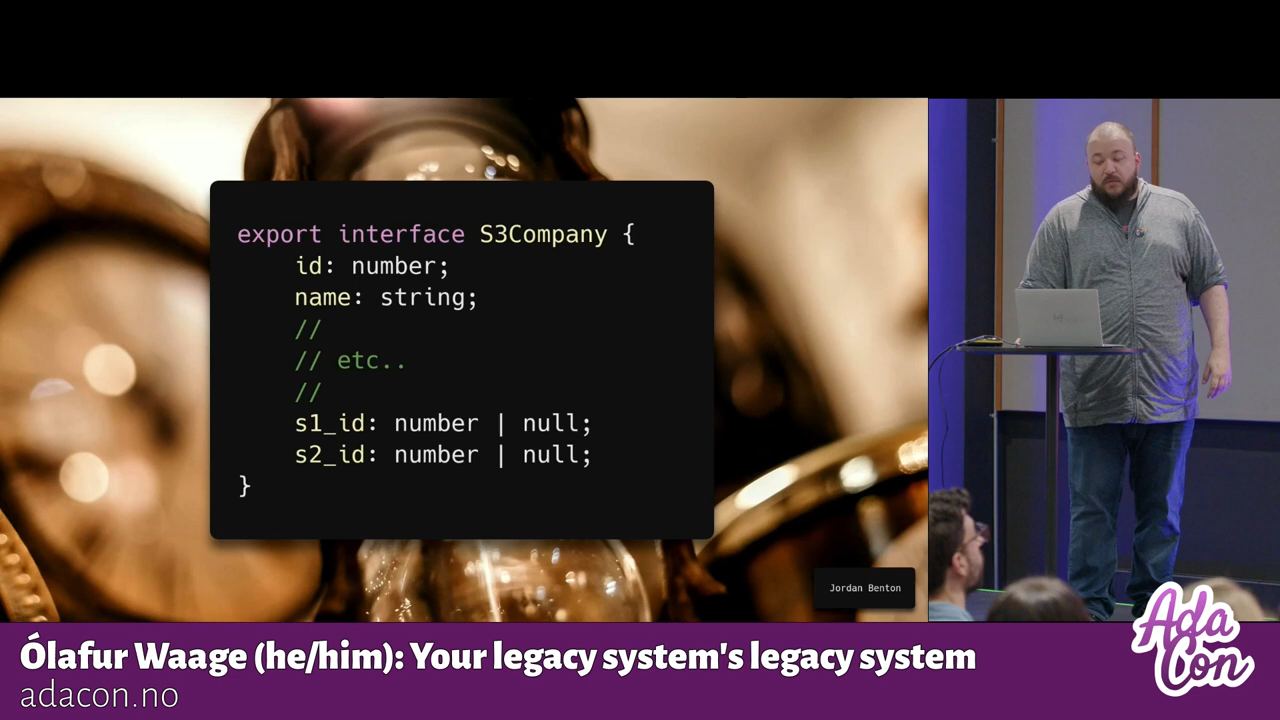 export interface S3Company {
id: number;
name: string;
//
// etc..
//
s1_id: number | null;
s2_id: number | null;
}
Jordan Benton
Ólafur Waage (he/him): Your legacy system's legacy system
adacon.no
Ada
Con